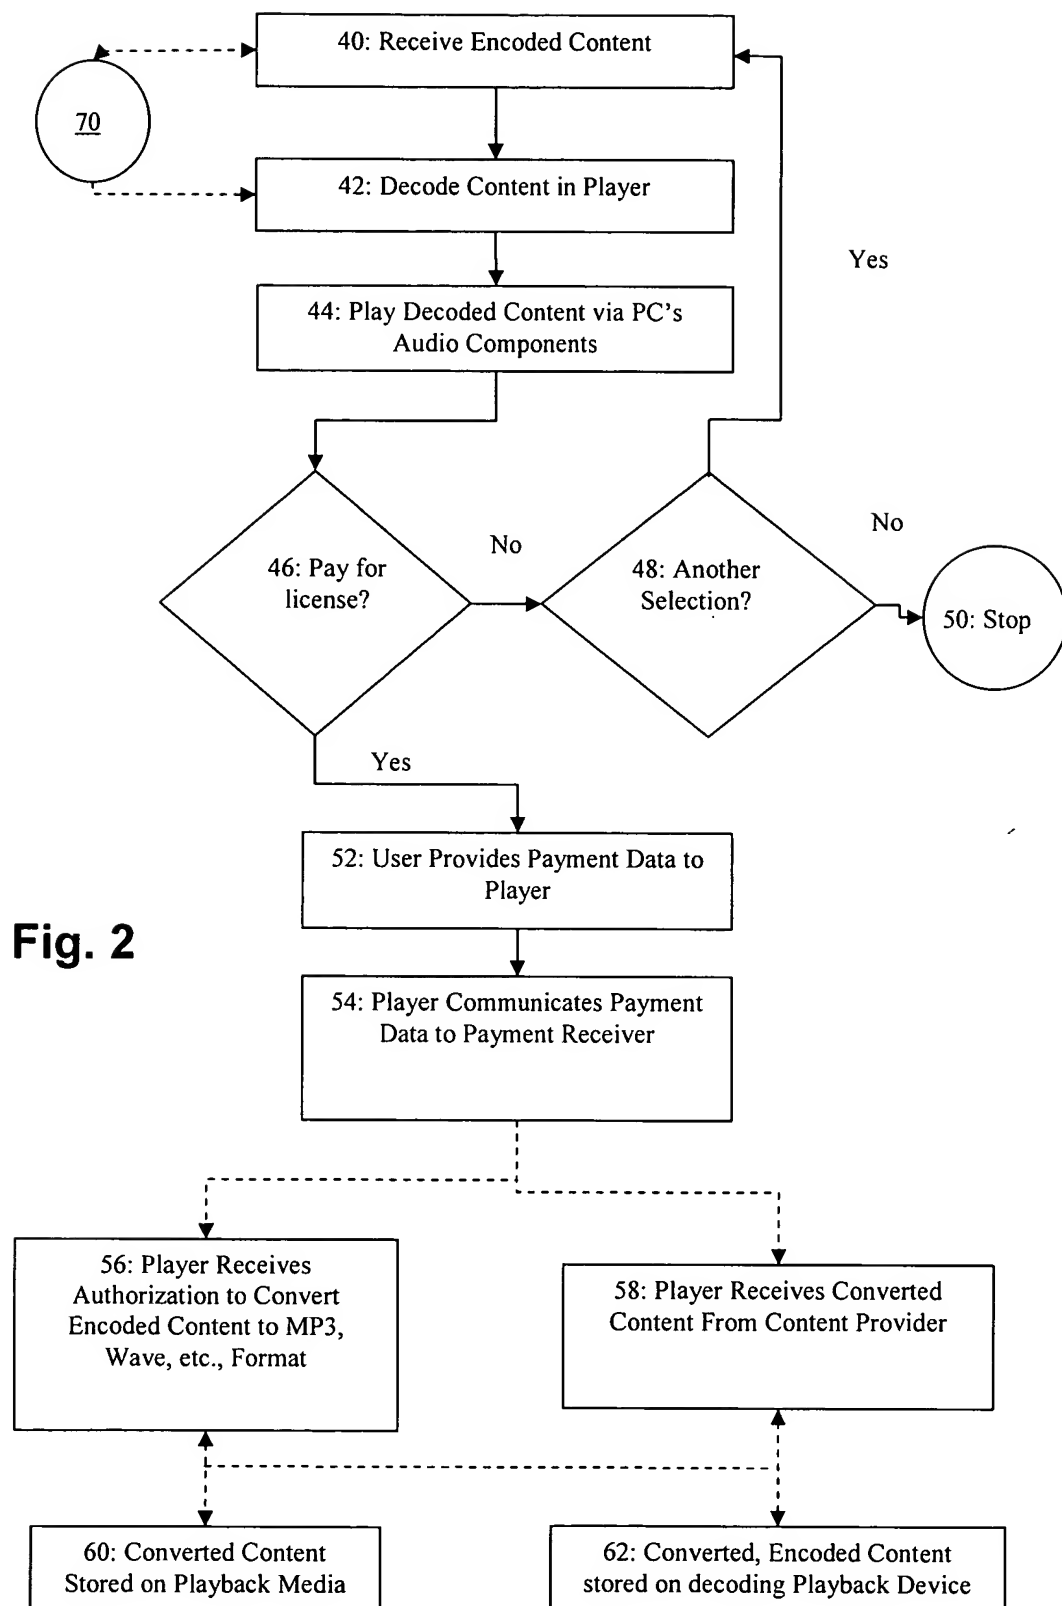 40: Receive Encoded Content
70
42: Decode Content in Player
Yes
44: Play Decoded Content via PC's
Audio Components
No
No
46: Pay for
license?
48: Another
Selection?
50: Stop
Yes
52: User Provides Payment Data to
Player
Fig. 2
54: Player Communicates Payment
Data to Payment Receiver
56: Player Receives
Authorization to Convert
Encoded Content to MP3,
Wave, etc., Format
58: Player Receives Converted
Content From Content Provider
60: Converted Content
Stored on Playback Media
62: Converted, Encoded Content
stored on decoding Playback Device